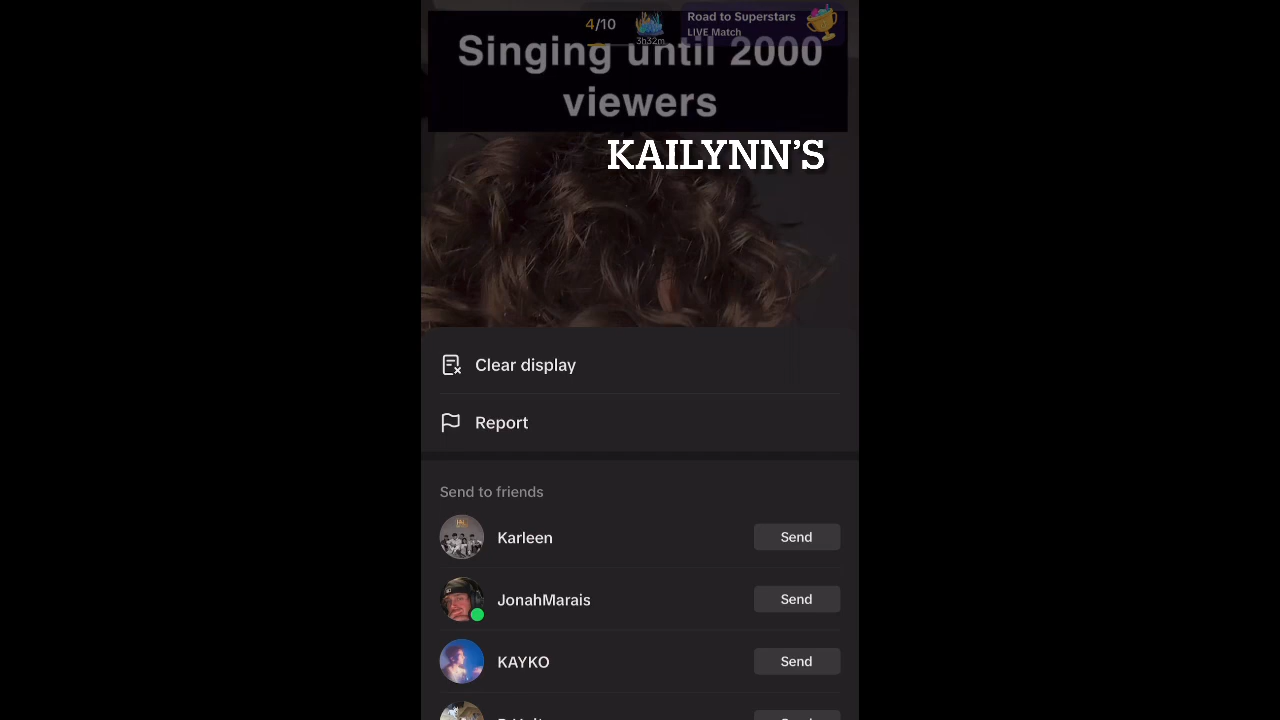 4/10
3h32m
Road to Superstars
LIVE Match
Singing until 2000
viewers
KAILYNN’S
Clear display
Report
Send to friends
Karleen
Send
JonahMarais
Send
KAYKO
Send